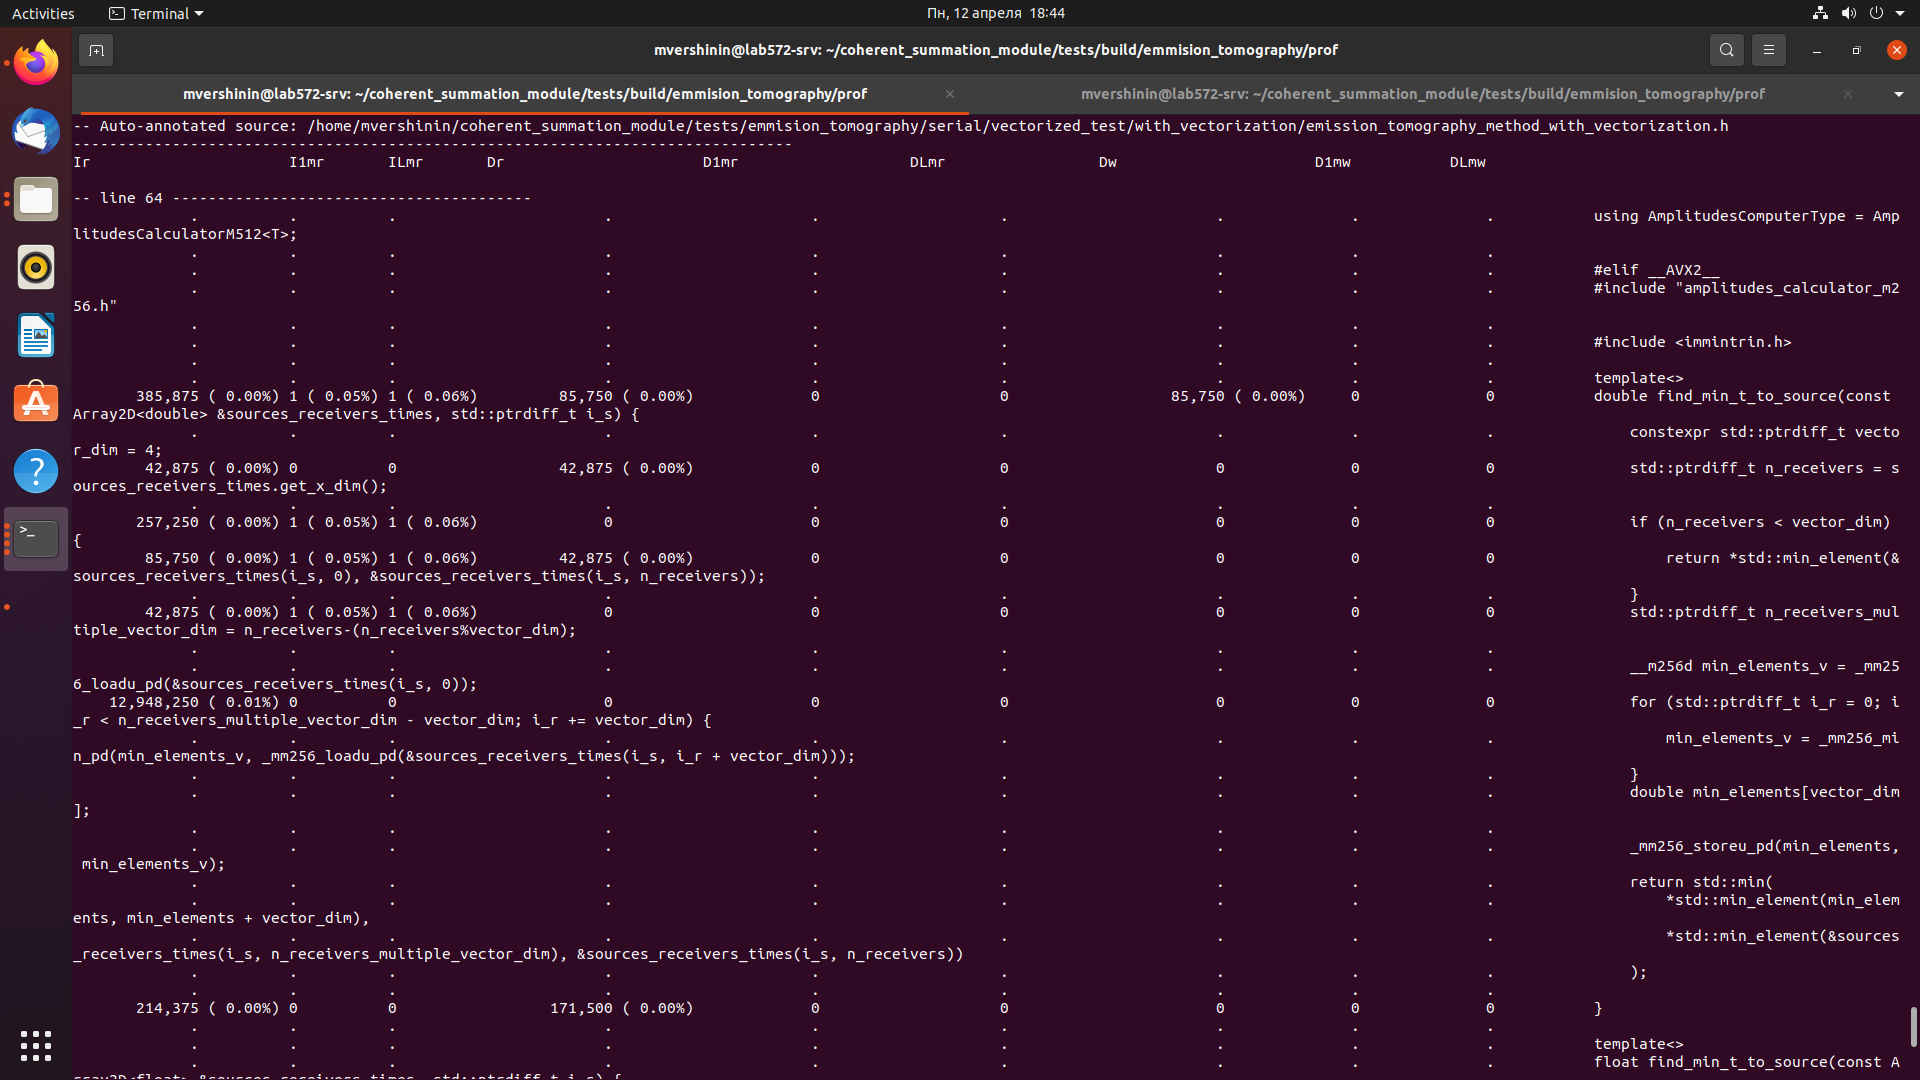 Activities
Terminal
Пн, 12 апреля 18:44
mvershinin@lab572-srv: ~/coherent_summation_module/tests/build/emmision_tomography/prof
mvershinin@lab572-srv: ~/coherent_summation_module/tests/build/emmision_tomography/prof
mvershinin@lab572-srv: ~/coherent_summation_module/tests/build/emmision_tomography/prof
-- Auto-annotated source: /home/mvershinin/coherent_summation_module/tests/emmision_tomography/serial/vectorized_test/with_vectorization/emission_tomography_method_with_vectorization.h
--------------------------------------------------------------------------------
Ir I1mr ILmr Dr D1mr DLmr Dw D1mw DLmw
-- line 64 ----------------------------------------
. . . . . . . . . using AmplitudesComputerType = Amp
litudesCalculatorM512<T>;
. . . . . . . . .
. . . . . . . . . #elif __AVX2__
. . . . . . . . . #include "amplitudes_calculator_m2
56.h"
. . . . . . . . .
. . . . . . . . . #include <immintrin.h>
. . . . . . . . .
. . . . . . . . . template<>
385,875 ( 0.00%) 1 ( 0.05%) 1 ( 0.06%) 85,750 ( 0.00%) 0 0 85,750 ( 0.00%) 0 0 double find_min_t_to_source(const
Array2D<double> &sources_receivers_times, std::ptrdiff_t i_s) {
. . . . . . . . . constexpr std::ptrdiff_t vecto
r_dim = 4;
42,875 ( 0.00%) 0 0 42,875 ( 0.00%) 0 0 0 0 0 std::ptrdiff_t n_receivers = s
ources_receivers_times.get_x_dim();
. . . . . . . . .
257,250 ( 0.00%) 1 ( 0.05%) 1 ( 0.06%) 0 0 0 0 0 0 if (n_receivers < vector_dim)
{
85,750 ( 0.00%) 1 ( 0.05%) 1 ( 0.06%) 42,875 ( 0.00%) 0 0 0 0 0 return *std::min_element(&
sources_receivers_times(i_s, 0), &sources_receivers_times(i_s, n_receivers));
. . . . . . . . . }
42,875 ( 0.00%) 1 ( 0.05%) 1 ( 0.06%) 0 0 0 0 0 0 std::ptrdiff_t n_receivers_mul
tiple_vector_dim = n_receivers-(n_receivers%vector_dim);
. . . . . . . . .
. . . . . . . . . __m256d min_elements_v = _mm25
6_loadu_pd(&sources_receivers_times(i_s, 0));
12,948,250 ( 0.01%) 0 0 0 0 0 0 0 0 for (std::ptrdiff_t i_r = 0; i
_r < n_receivers_multiple_vector_dim - vector_dim; i_r += vector_dim) {
. . . . . . . . . min_elements_v = _mm256_mi
n_pd(min_elements_v, _mm256_loadu_pd(&sources_receivers_times(i_s, i_r + vector_dim)));
. . . . . . . . . }
. . . . . . . . . double min_elements[vector_dim
];
. . . . . . . . .
. . . . . . . . . _mm256_storeu_pd(min_elements,
min_elements_v);
. . . . . . . . . return std::min(
. . . . . . . . . *std::min_element(min_elem
ents, min_elements + vector_dim),
. . . . . . . . . *std::min_element(&sources
_receivers_times(i_s, n_receivers_multiple_vector_dim), &sources_receivers_times(i_s, n_receivers))
. . . . . . . . . );
. . . . . . . . .
214,375 ( 0.00%) 0 0 171,500 ( 0.00%) 0 0 0 0 0 }
. . . . . . . . .
. . . . . . . . . template<>
. . . . . . . . . float find_min_t_to_source(const A
rray2D<float> &sources_receivers_times, std::ptrdiff_t i_s) {